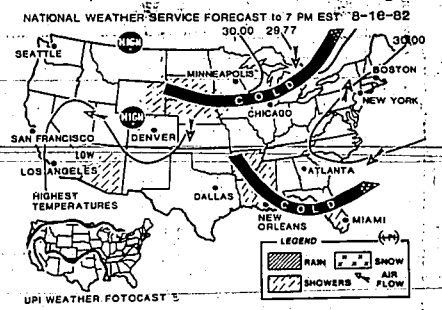 NATIONAL WEATHER SERVICE FORECAST to 7 PM EST 8-16-82
30.00
29.77
30.00
SEATTLE
HIGH
MINNEAPOLIS
BOSTON
COLD
NEW YORK
HIGH
CHICAGO
SAN FRANCISCO
DENVER
LOW
LOS ANGELES
ATLANTA
HIGHEST
TEMPERATURES
DALLAS
COLD
NEW
ORLEANS
MIAMI
LEGEND
RAIN
SNOW
SHOWERS
AIR
FLOW
UPI WEATHER FOTOCAST